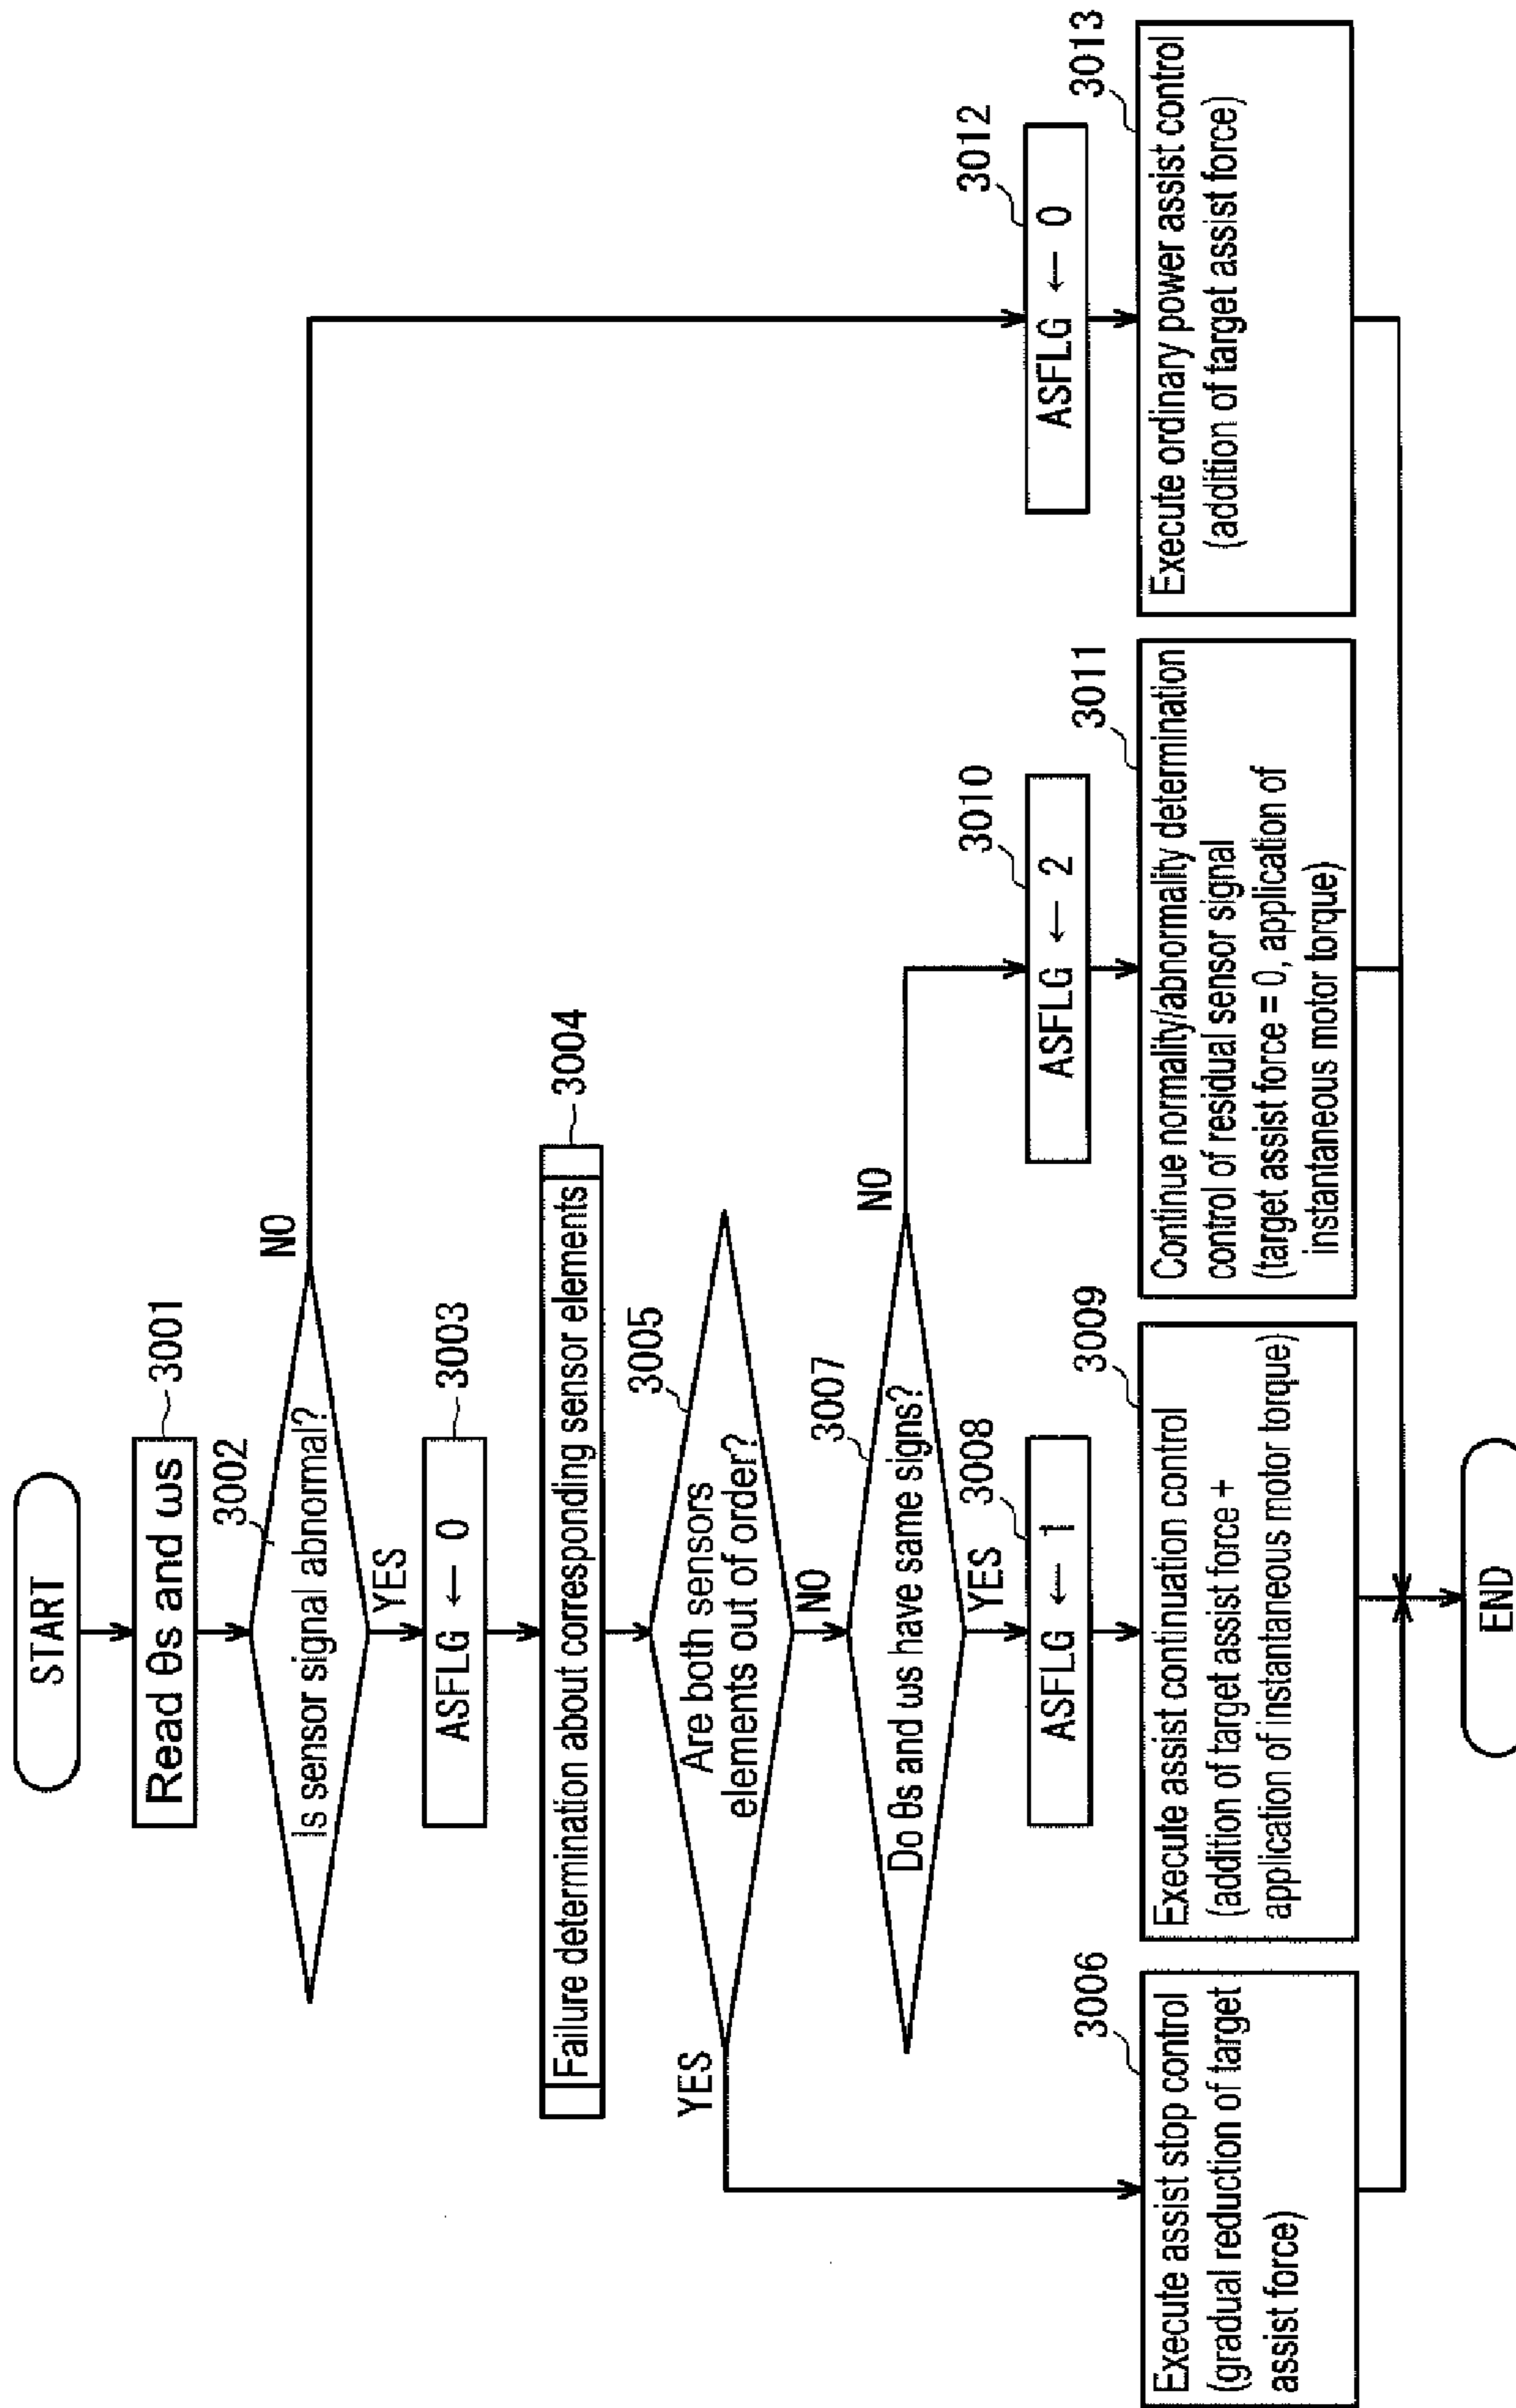 START
3001
Read θs and ωs
3002
Is sensor signal abnormal?
NO
YES
3003
ASFLG ← 0
3004
Failure determination about corresponding sensor elements
3005
Are both sensors
elements out of order?
YES
NO
3007
Do θs and ωs have same signs?
NO
YES
3008
ASFLG ← 1
3010
ASFLG ← 2
3012
ASFLG ← 0
3006
Execute assist stop control
(gradual reduction of target
assist force)
3009
Execute assist continuation control
(addition of target assist force +
application of instantaneous motor torque)
3011
Continue normality/abnormality determination
control of residual sensor signal
(target assist force = 0, application of
instantaneous motor torque)
3013
Execute ordinary power assist control
(addition of target assist force)
END